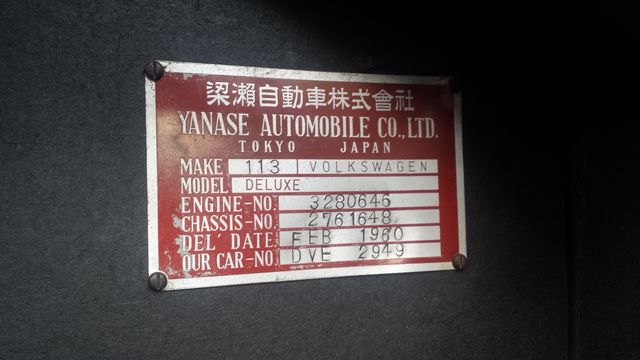 梁瀨自動車株式會社
YANASE AUTOMOBILE CO.,LTD.
TOKYO JAPAN
MAKE 113 VOLKSWAGEN
MODEL DELUXE
ENGINE-NO. 3280646
CHASSIS-NO. 2761648
DEL' DATE FEB 1960
OUR CAR-NO. DVE 2949